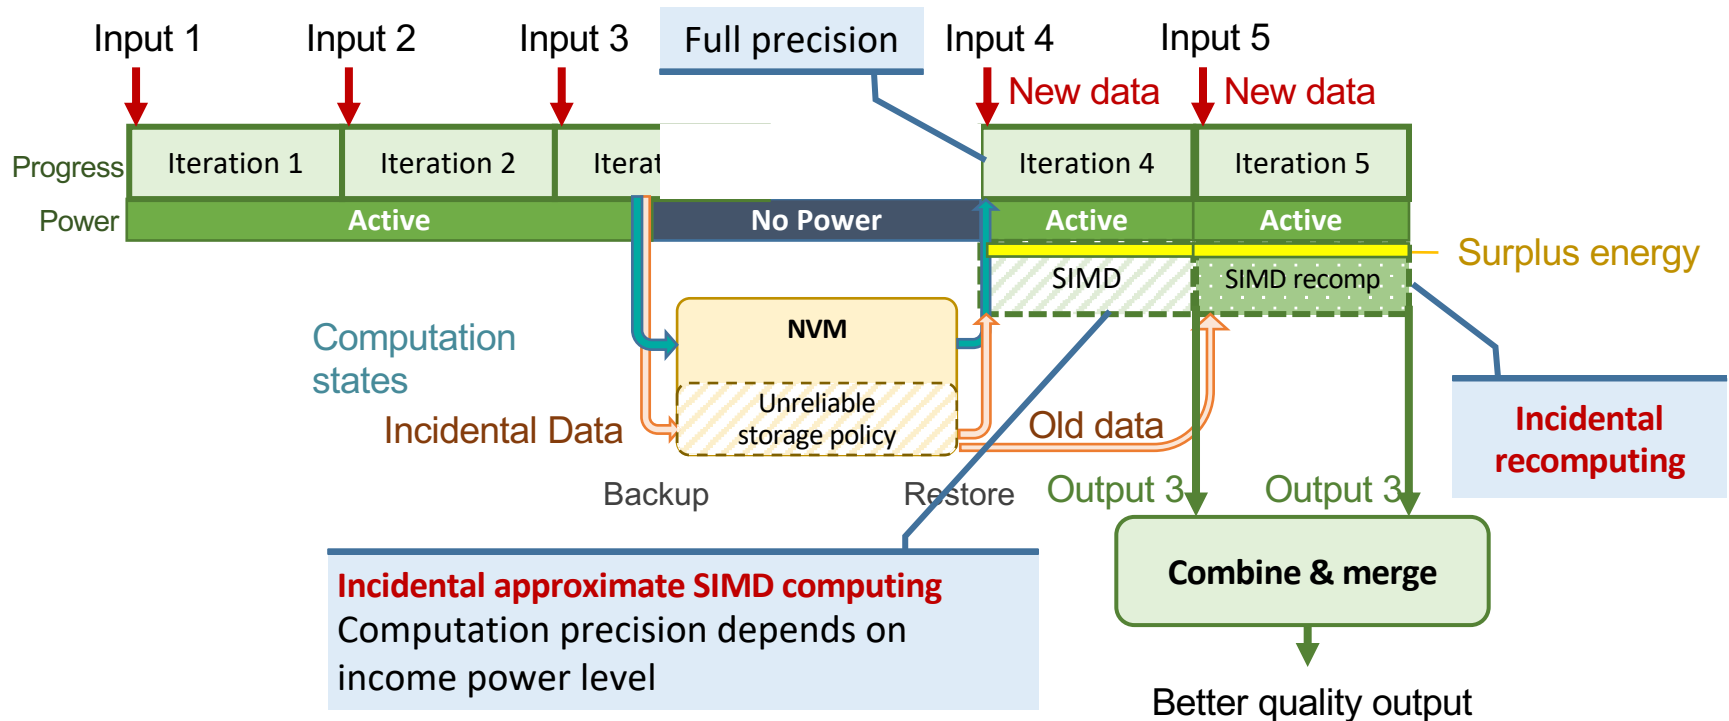 Input 1
Input 2
Input 3
Full precision
Input 4
Input 5
New data
New data
Progress
Iteration 1
Iteration 2
Iterat
Iteration 4
Iteration 5
Power
Active
No Power
Active
Active
Surplus energy
SIMD
SIMD recomp
NVM
Computation
states
Unreliable
storage policy
Incidental Data
Old data
Incidental
recomputing
Backup
Restore
Output 3
Output 3
Combine & merge
Incidental approximate SIMD computing
Computation precision depends on
income power level
Better quality output